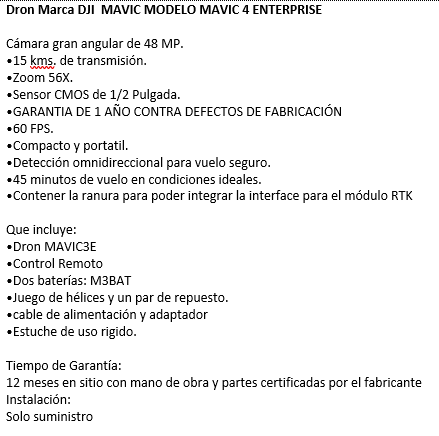 Dron Marca DJI  MAVIC MODELO MAVIC 4 ENTERPRISE
Cámara gran angular de 48 MP.
•15 kms. de transmisión.
•Zoom 56X.
•Sensor CMOS de 1/2 Pulgada.
•GARANTIA DE 1 AÑO CONTRA DEFECTOS DE FABRICACIÓN
•60 FPS.
•Compacto y portatil.
•Detección omnidireccional para vuelo seguro.
•45 minutos de vuelo en condiciones ideales.
•Contener la ranura para poder integrar la interface para el módulo RTK
Que incluye:
•Dron MAVIC3E
•Control Remoto
•Dos baterías: M3BAT
•Juego de hélices y un par de repuesto.
•cable de alimentación y adaptador
•Estuche de uso rigido.
Tiempo de Garantía:
12 meses en sitio con mano de obra y partes certificadas por el fabricante
Instalación:
Solo suministro